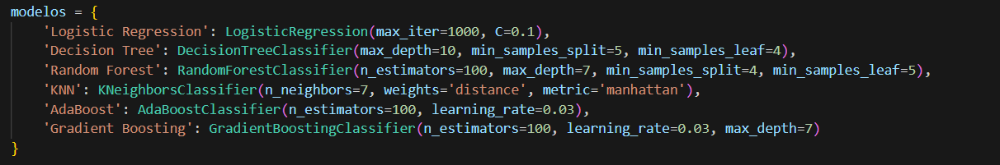 modelos = {
    'Logistic Regression': LogisticRegression(max_iter=1000, C=0.1),
    'Decision Tree': DecisionTreeClassifier(max_depth=10, min_samples_split=5, min_samples_leaf=4),
    'Random Forest': RandomForestClassifier(n_estimators=100, max_depth=7, min_samples_split=4, min_samples_leaf=5),
    'KNN': KNeighborsClassifier(n_neighbors=7, weights='distance', metric='manhattan'),
    'AdaBoost': AdaBoostClassifier(n_estimators=100, learning_rate=0.03),
    'Gradient Boosting': GradientBoostingClassifier(n_estimators=100, learning_rate=0.03, max_depth=7)
}